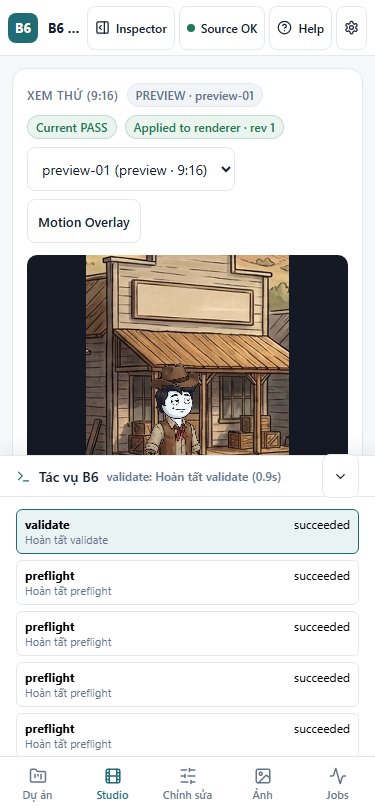 B6 B6 ... Inspector Source OK Help
XEM THỬ (9:16) PREVIEW · preview-01
Current PASS Applied to renderer · rev 1
preview-01 (preview · 9:16)
Motion Overlay
Tác vụ B6 validate: Hoàn tất validate (0.9s)
validate succeeded
Hoàn tất validate
preflight succeeded
Hoàn tất preflight
preflight succeeded
Hoàn tất preflight
preflight succeeded
Hoàn tất preflight
preflight succeeded
Hoàn tất preflight
Dự án Studio Chỉnh sửa Ảnh Jobs